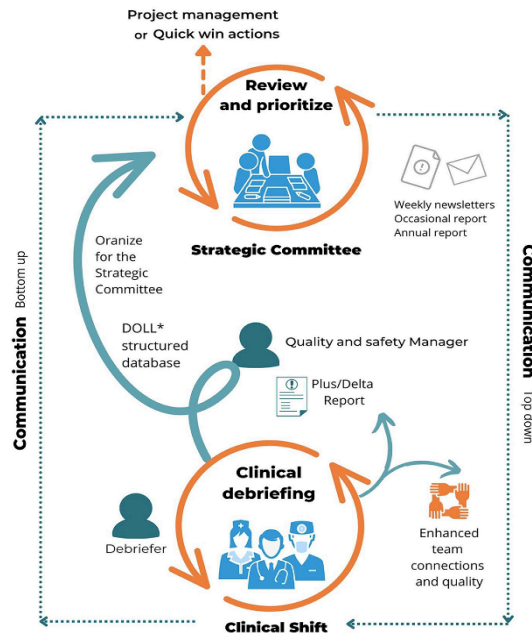 Project management
or Quick win actions
Review
and prioritize
Weekly newsletters
Occasional report
Annual report
Strategic Committee
Oranize
for the
Strategic
Committee
DOLL*
structured
database
Quality and safety Manager
Plus/Delta
Report
Communication Bottom up
Communication Top down
Clinical
debriefing
Debriefer
Enhanced
team
connections
and quality
Clinical Shift